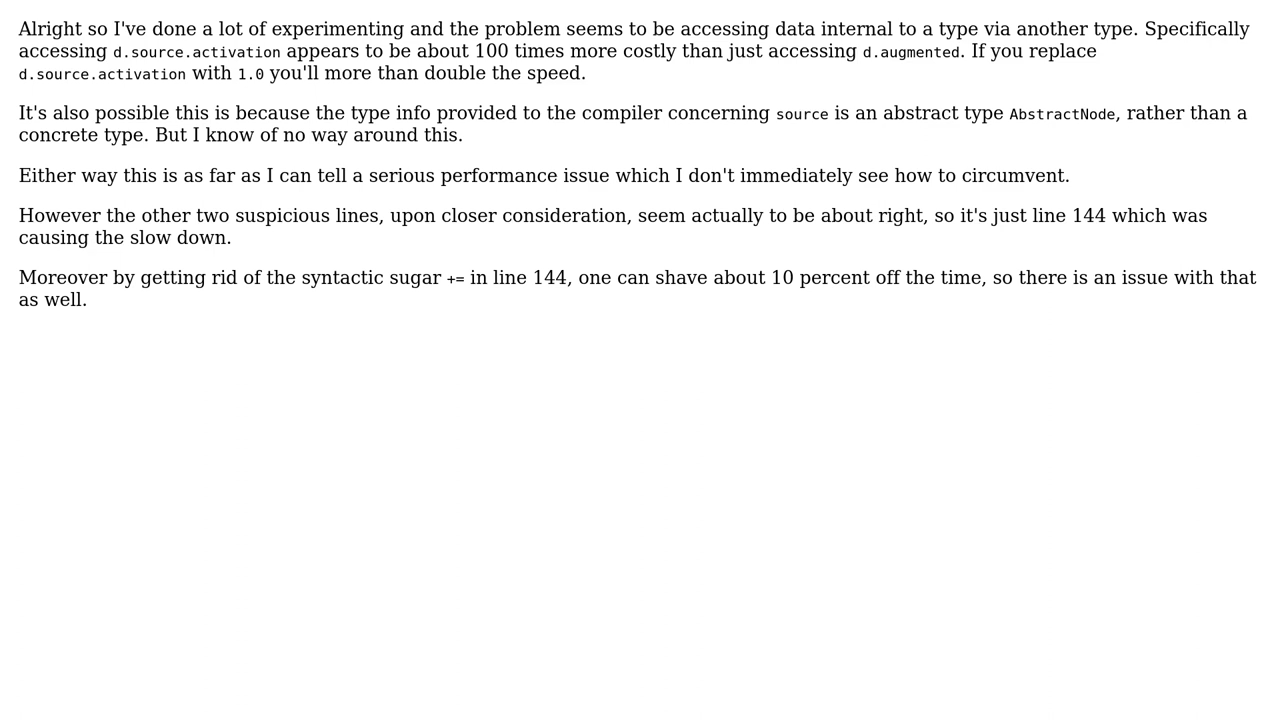 Alright so I've done a lot of experimenting and the problem seems to be accessing data internal to a type via another type. Specifically
accessing d.source.activation appears to be about 100 times more costly than just accessing d.augmented. If you replace
d.source.activation with 1.0 you'll more than double the speed.
It's also possible this is because the type info provided to the compiler concerning source is an abstract type AbstractNode, rather than a
concrete type. But I know of no way around this.
Either way this is as far as I can tell a serious performance issue which I don't immediately see how to circumvent.
However the other two suspicious lines, upon closer consideration, seem actually to be about right, so it's just line 144 which was
causing the slow down.
Moreover by getting rid of the syntactic sugar += in line 144, one can shave about 10 percent off the time, so there is an issue with that
as well.